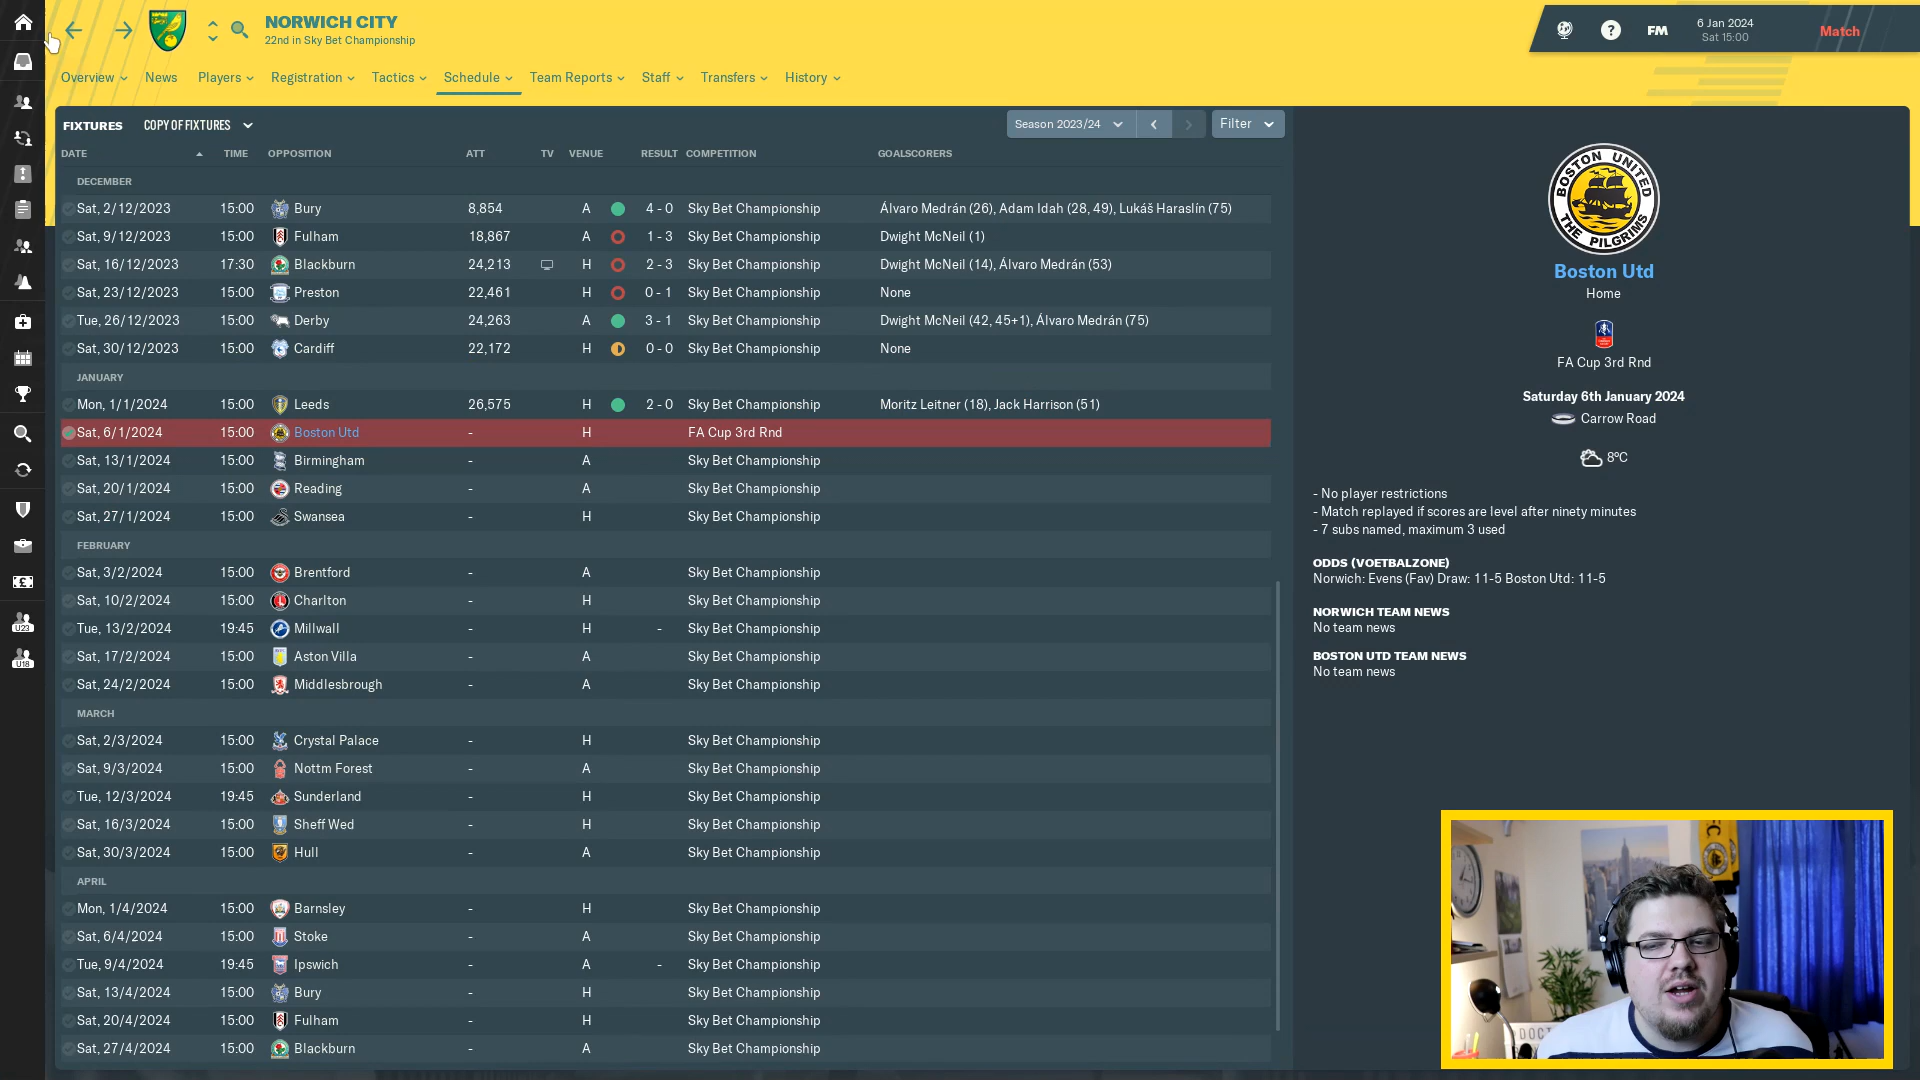 NORWICH CITY
22nd in Sky Bet Championship
? FM 6 Jan 2024
Sat 15:00
Match
Overview News Players Registration Tactics Schedule Team Reports Staff Transfers History
FIXTURES COPY OF FIXTURES Season 2023/24 Filter
DATE TIME OPPOSITION ATT TV VENUE RESULT COMPETITION GOALSCORERS
DECEMBER
Sat, 2/12/2023 15:00 Bury 8,854 A 4 - 0 Sky Bet Championship Álvaro Medrán (26), Adam Idah (28, 49), Lukáš Haraslín (75)
Sat, 9/12/2023 15:00 Fulham 18,867 A 1 - 3 Sky Bet Championship Dwight McNeil (1)
Sat, 16/12/2023 17:30 Blackburn 24,213 H 2 - 3 Sky Bet Championship Dwight McNeil (14), Álvaro Medrán (53)
Sat, 23/12/2023 15:00 Preston 22,461 H 0 - 1 Sky Bet Championship None
Tue, 26/12/2023 15:00 Derby 24,263 A 3 - 1 Sky Bet Championship Dwight McNeil (42, 45+1), Álvaro Medrán (75)
Sat, 30/12/2023 15:00 Cardiff 22,172 H 0 - 0 Sky Bet Championship None
JANUARY
Mon, 1/1/2024 15:00 Leeds 26,575 H 2 - 0 Sky Bet Championship Moritz Leitner (18), Jack Harrison (51)
Sat, 6/1/2024 15:00 Boston Utd - H FA Cup 3rd Rnd
Sat, 13/1/2024 15:00 Birmingham - A Sky Bet Championship
Sat, 20/1/2024 15:00 Reading - A Sky Bet Championship
Sat, 27/1/2024 15:00 Swansea - H Sky Bet Championship
FEBRUARY
Sat, 3/2/2024 15:00 Brentford - A Sky Bet Championship
Sat, 10/2/2024 15:00 Charlton - H Sky Bet Championship
Tue, 13/2/2024 19:45 Millwall - H - Sky Bet Championship
Sat, 17/2/2024 15:00 Aston Villa - A Sky Bet Championship
Sat, 24/2/2024 15:00 Middlesbrough - A Sky Bet Championship
MARCH
Sat, 2/3/2024 15:00 Crystal Palace - H Sky Bet Championship
Sat, 9/3/2024 15:00 Nottm Forest - A Sky Bet Championship
Tue, 12/3/2024 19:45 Sunderland - H Sky Bet Championship
Sat, 16/3/2024 15:00 Sheff Wed - H Sky Bet Championship
Sat, 30/3/2024 15:00 Hull - A Sky Bet Championship
APRIL
Mon, 1/4/2024 15:00 Barnsley - H Sky Bet Championship
Sat, 6/4/2024 15:00 Stoke - A Sky Bet Championship
Tue, 9/4/2024 19:45 Ipswich - A - Sky Bet Championship
Sat, 13/4/2024 15:00 Bury - H Sky Bet Championship
Sat, 20/4/2024 15:00 Fulham - H Sky Bet Championship
Sat, 27/4/2024 15:00 Blackburn - A Sky Bet Championship
U23
U18
BOSTON UNITED
THE PILGRIMS
Boston Utd
Home
FA Cup 3rd Rnd
Saturday 6th January 2024
Carrow Road
8°C
- No player restrictions
- Match replayed if scores are level after ninety minutes
- 7 subs named, maximum 3 used
ODDS (VOETBALZONE)
Norwich: Evens (Fav) Draw: 11-5 Boston Utd: 11-5
NORWICH TEAM NEWS
No team news
BOSTON UTD TEAM NEWS
No team news